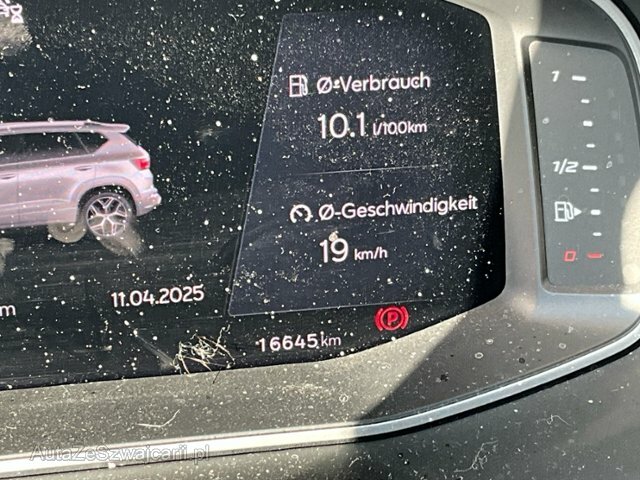 Ø-Verbrauch
10.1 l/100km
Ø-Geschwindigkeit
19 km/h
11.04.2025
m
16645 km
P
1
1/2
0
AutaZeSzwajcarii.pl